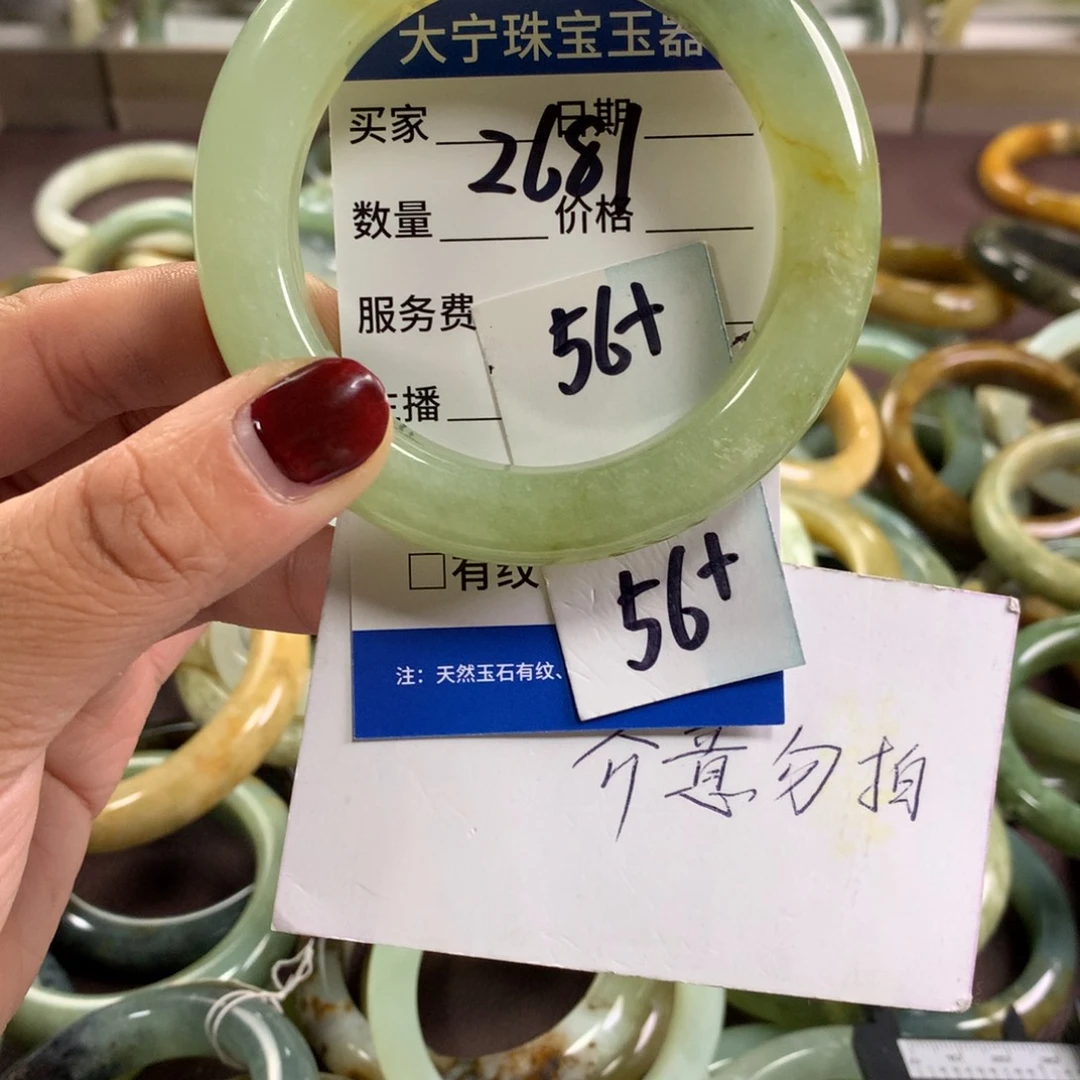 大宁珠宝玉器
买家 日期
2681
数量 价格
服务费
56+
主播
□有纹
56+
注：天然玉石有纹、
介意勿拍